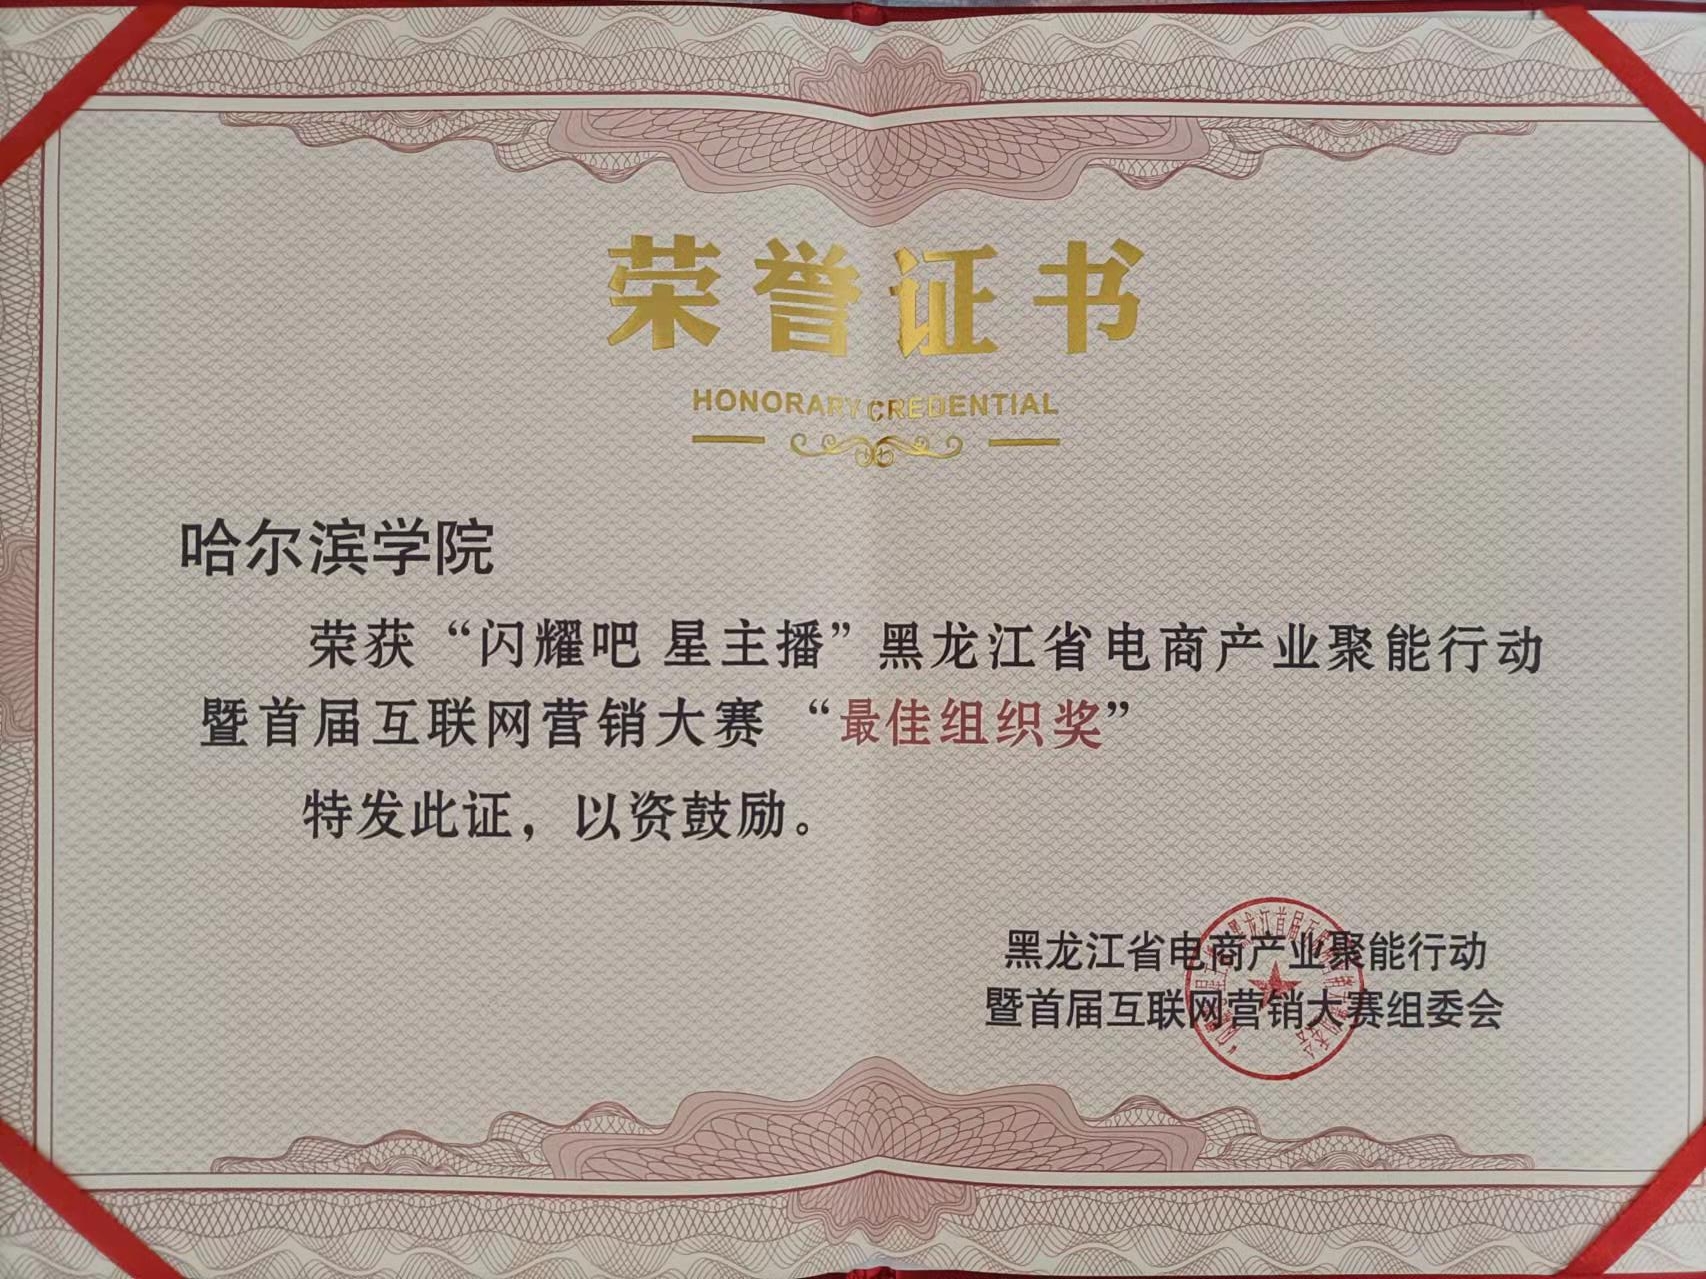 荣誉证书
HONORARY CREDENTIAL
哈尔滨学院
荣获“闪耀吧 星主播”黑龙江省电商产业聚能行动
暨首届互联网营销大赛 “最佳组织奖”
特发此证，以资鼓励。
黑龙江省电商产业聚能行动
暨首届互联网营销大赛组委会